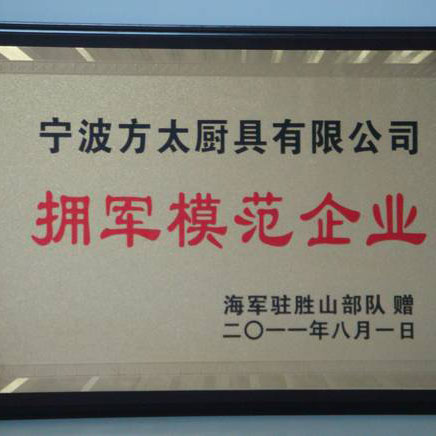 宁波方太厨具有限公司
拥军模范企业
海军驻胜山部队 赠
二〇一一年八月一日